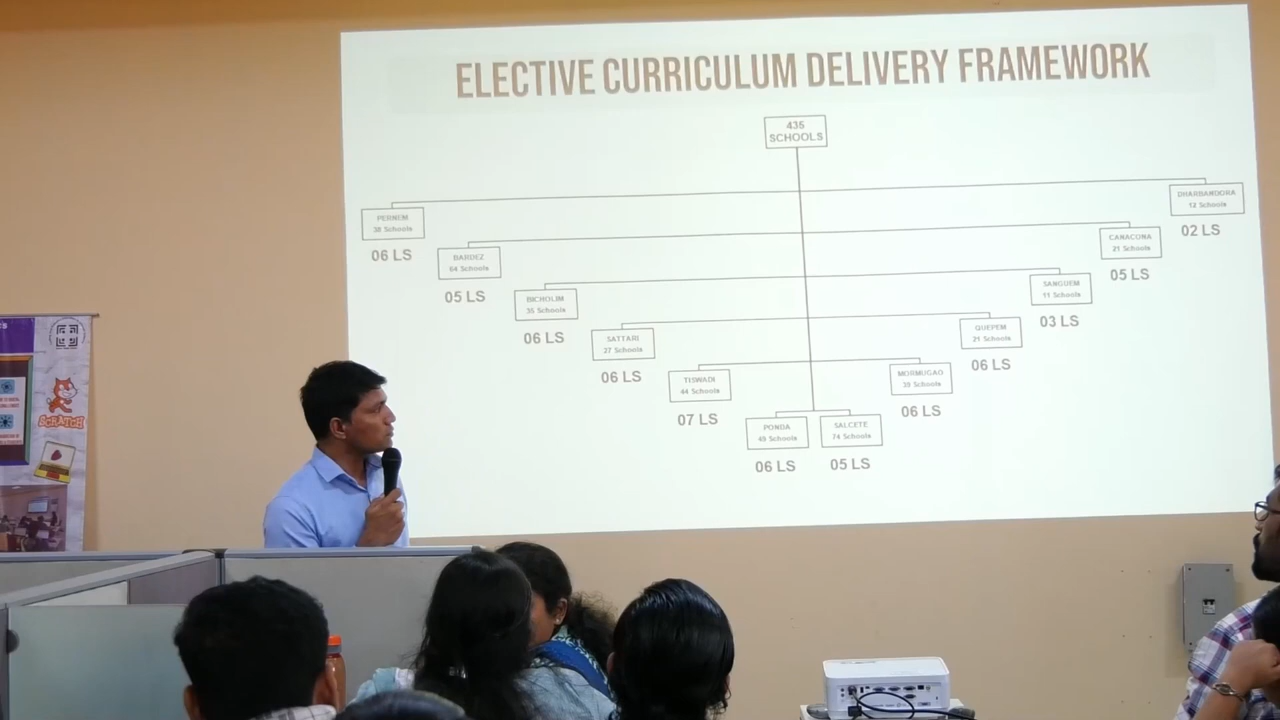 ELECTIVE CURRICULUM DELIVERY FRAMEWORK
435
SCHOOLS
PERNEM
38 Schools
06 LS
DHARBANDORA
12 Schools
02 LS
BARDEZ
64 Schools
05 LS
CANACONA
21 Schools
05 LS
BICHOLIM
35 Schools
06 LS
SANGUEM
11 Schools
03 LS
SATTARI
27 Schools
06 LS
QUEPEM
21 Schools
06 LS
TISWADI
44 Schools
07 LS
MORMUGAO
Schools
06 LS
PONDA
Schools
06 LS
SALCETE
74 Schools
05 LS
SCRATCH